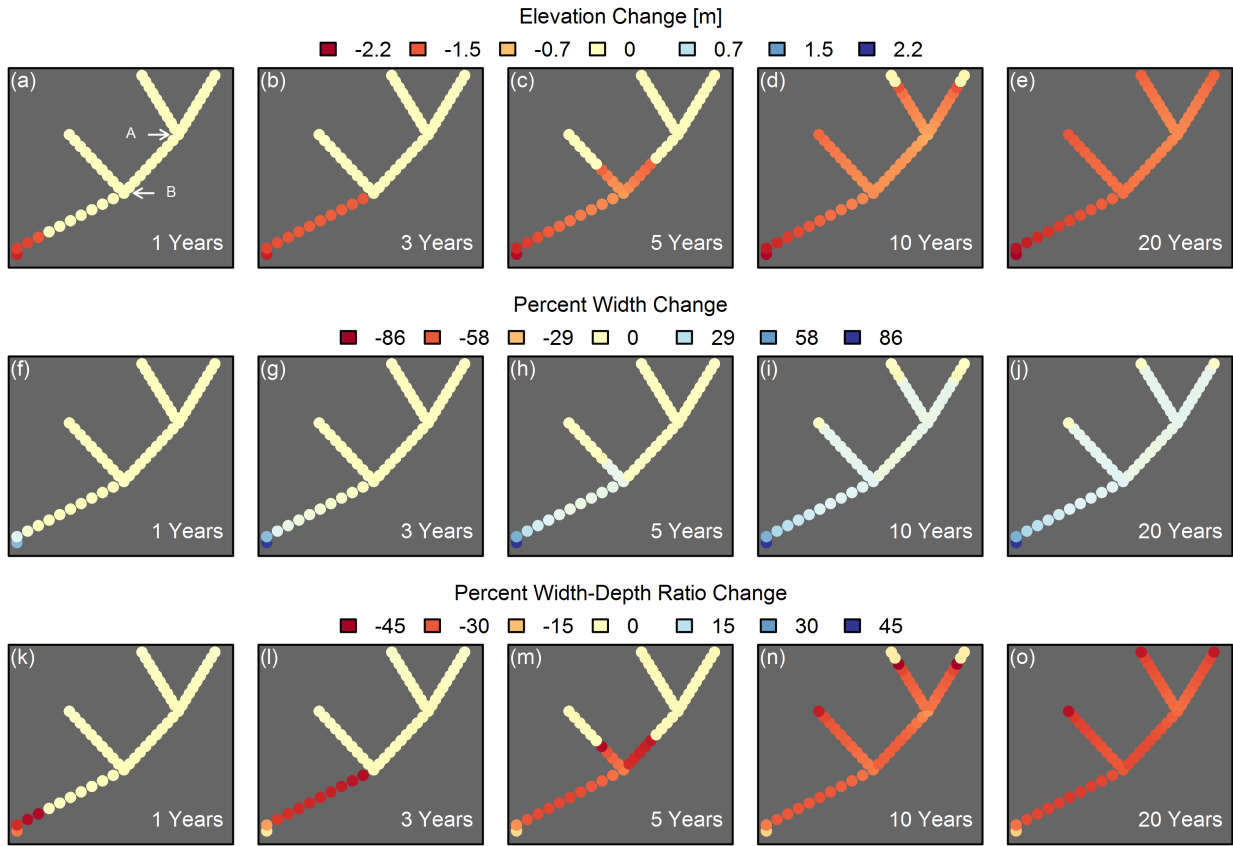 Elevation Change [m]
-2.2 -1.5 -0.7 0 0.7 1.5 2.2
(a) (b) (c) (d) (e)
A
B
1 Years 3 Years 5 Years 10 Years 20 Years
Percent Width Change
-86 -58 -29 0 29 58 86
(f) (g) (h) (i) (j)
1 Years 3 Years 5 Years 10 Years 20 Years
Percent Width-Depth Ratio Change
-45 -30 -15 0 15 30 45
(k) (l) (m) (n) (o)
1 Years 3 Years 5 Years 10 Years 20 Years